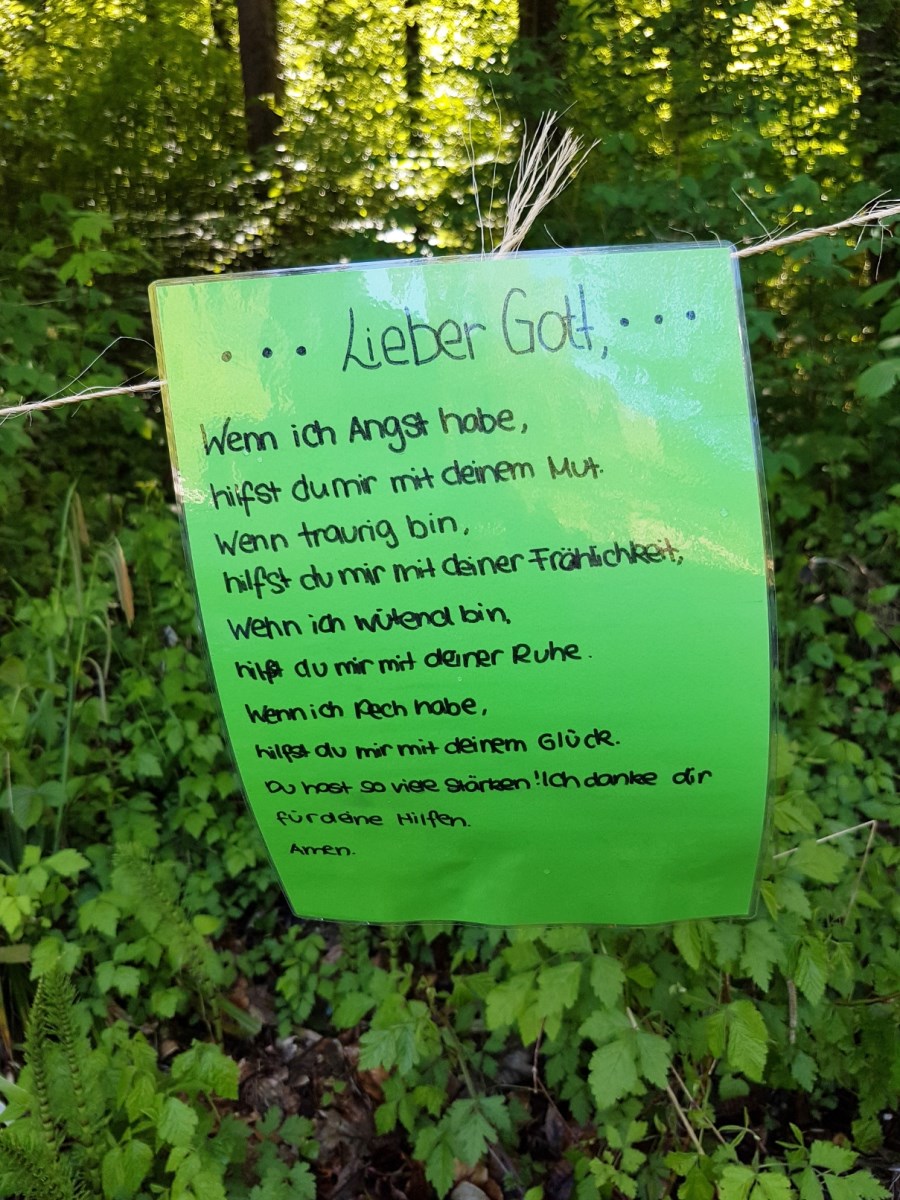 ... Lieber Gott, ...
Wenn ich Angst habe,
hilfst du mir mit deinem Mut.
Wenn traurig bin,
hilfst du mir mit deiner Fröhlichkeit,
Wenn ich wütend bin,
hilfst du mir mit deiner Ruhe.
Wenn ich Pech habe,
hilfst du mir mit deinem Glück.
Du hast so viele Stärken! Ich danke dir
für deine Hilfen.
Amen.